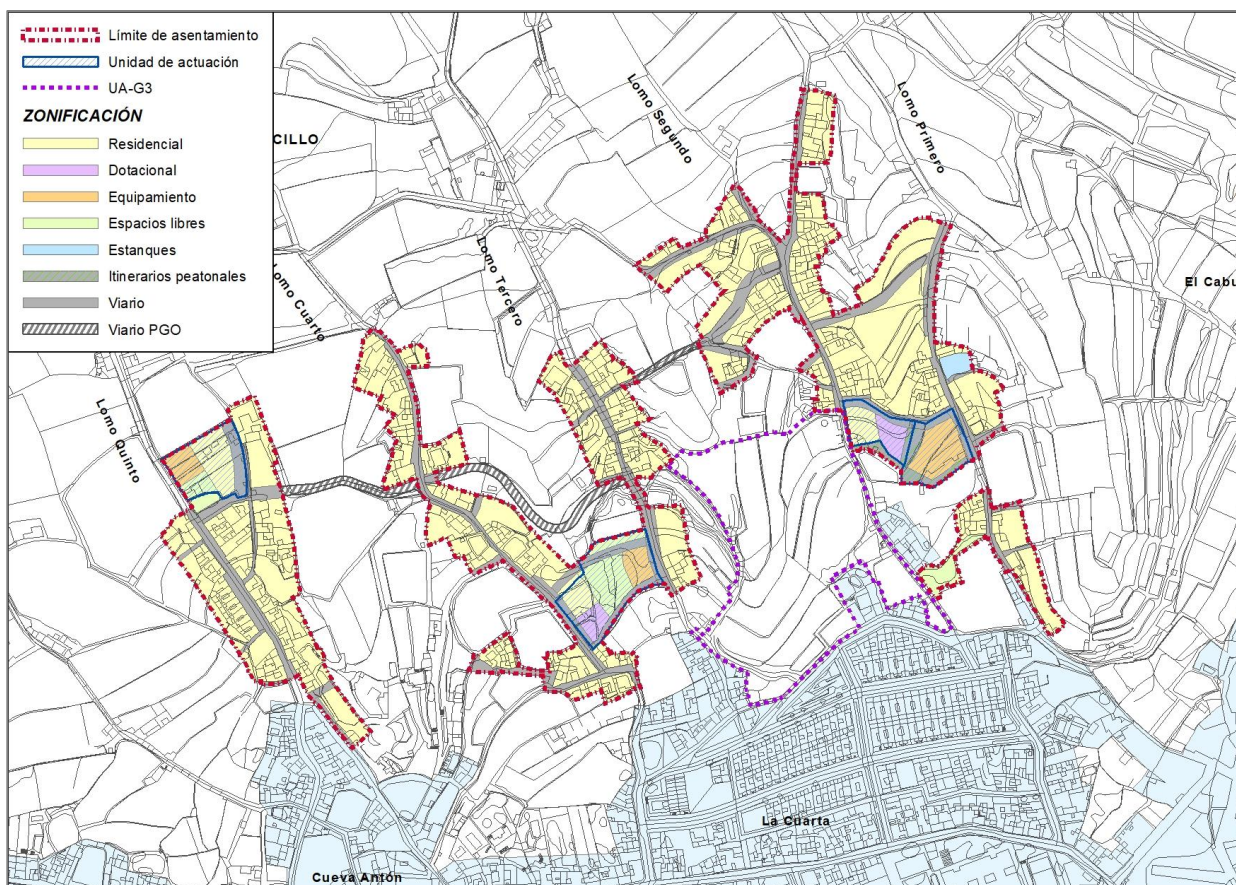 Límite de asentamiento
Unidad de actuación
UA-G3
ZONIFICACIÓN
Residencial
Dotacional
Equipamiento
Espacios libres
Estanques
Itinerarios peatonales
Viario
Viario PGO
CILLO
Lomo Segundo
Lomo Primero
Lomo Tercero
Lomo Cuarto
El Cabu
Lomo Quinto
La Cuarta
Cueva Antón